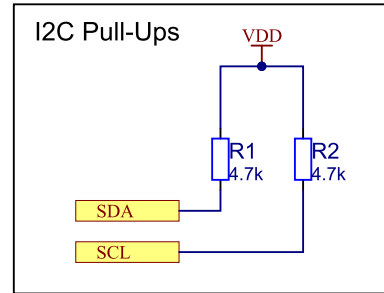 I2C Pull-Ups
VDD
R1
4.7k
R2
4.7k
SDA
SCL